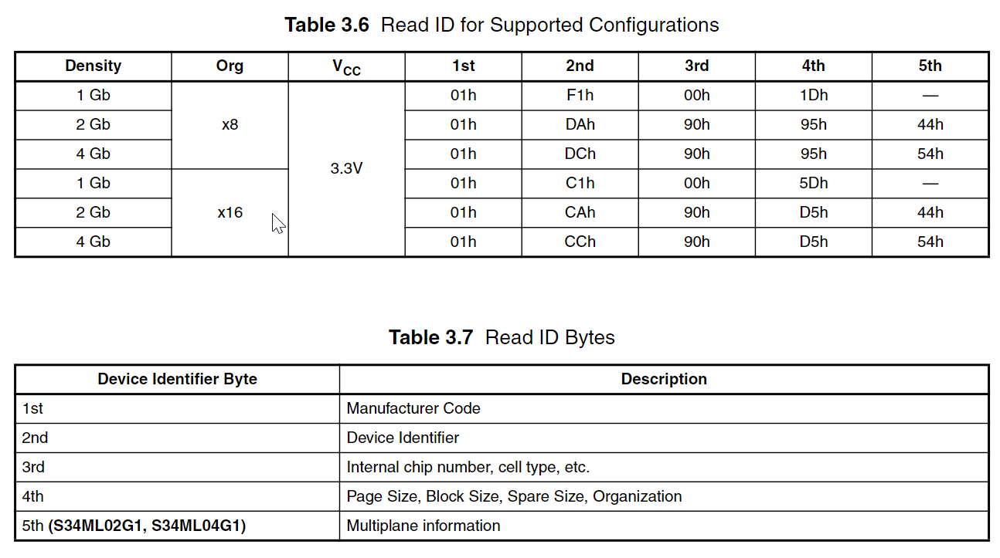 Table 3.6 Read ID for Supported Configurations
Density Org VCC 1st 2nd 3rd 4th 5th
1 Gb x8 3.3V 01h F1h 00h 1Dh —
2 Gb 01h DAh 90h 95h 44h
4 Gb 01h DCh 90h 95h 54h
1 Gb x16 01h C1h 00h 5Dh —
2 Gb 01h CAh 90h D5h 44h
4 Gb 01h CCh 90h D5h 54h
Table 3.7 Read ID Bytes
Device Identifier Byte Description
1st Manufacturer Code
2nd Device Identifier
3rd Internal chip number, cell type, etc.
4th Page Size, Block Size, Spare Size, Organization
5th (S34ML02G1, S34ML04G1) Multiplane information